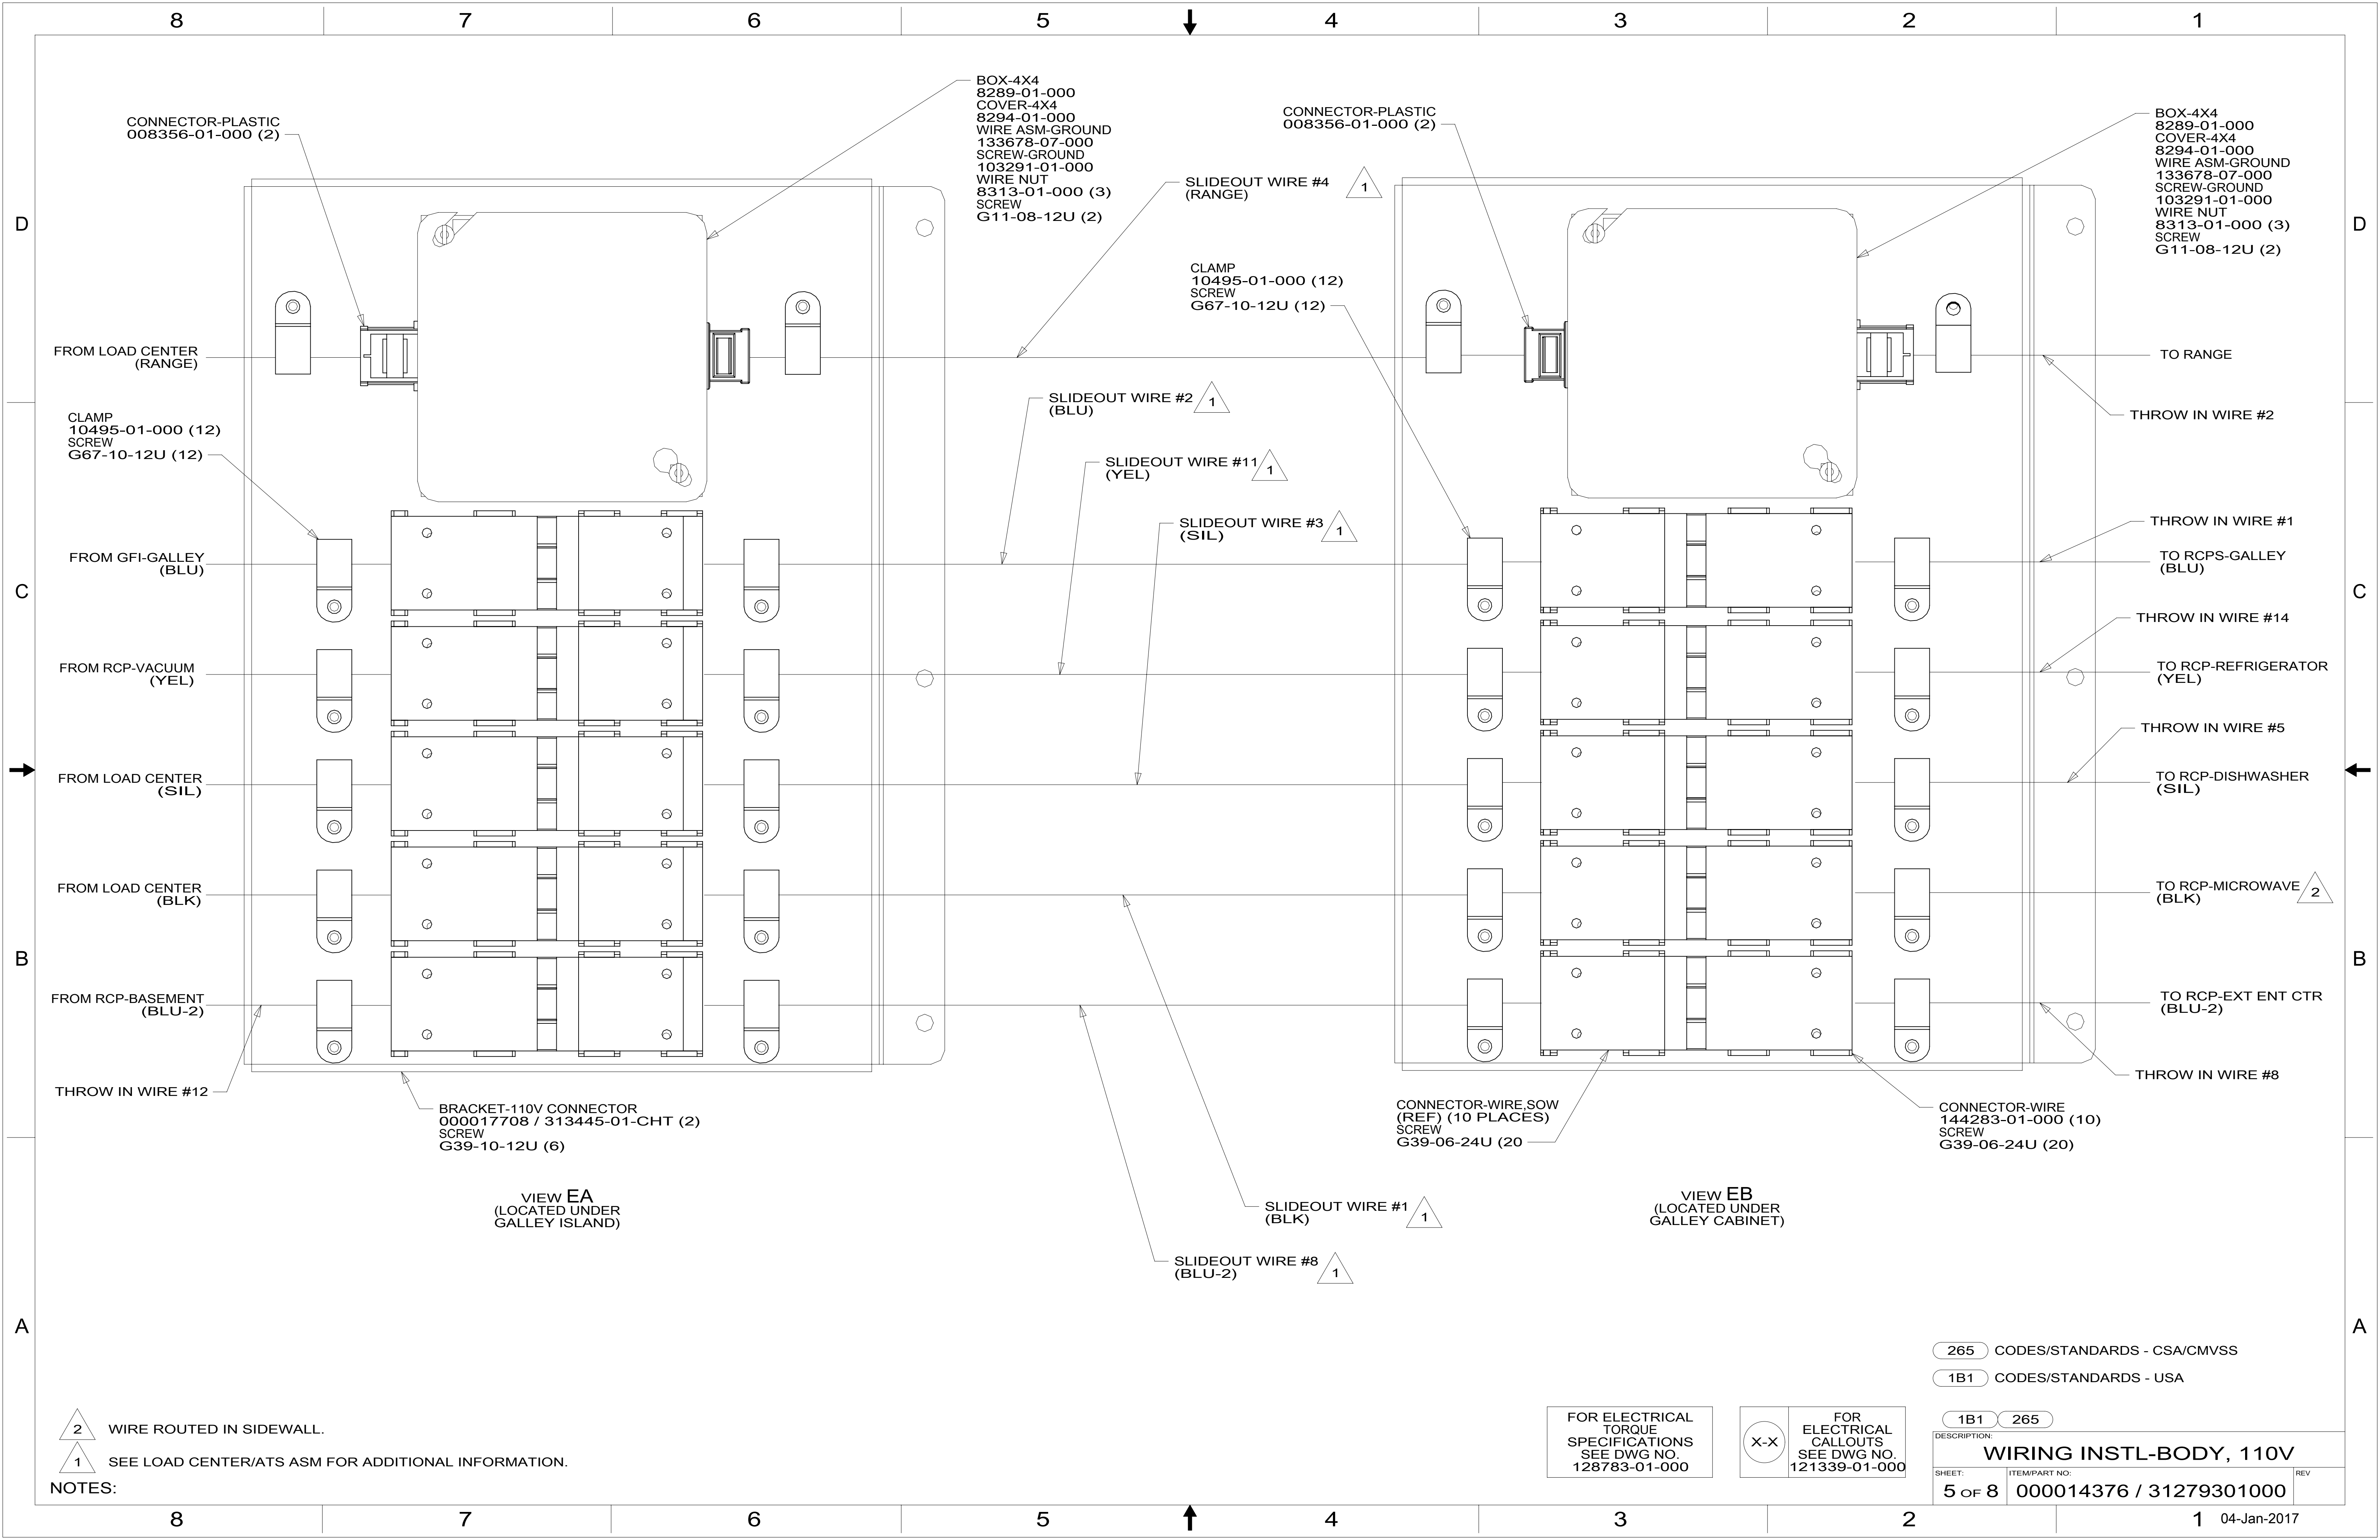 8 7 6 5 4 3 2 1
D
C
B
A
D
C
B
A
CONNECTOR-PLASTIC
008356-01-000 (2)
BOX-4X4
8289-01-000
COVER-4X4
8294-01-000
WIRE ASM-GROUND
133678-07-000
SCREW-GROUND
103291-01-000
WIRE NUT
8313-01-000 (3)
SCREW
G11-08-12U (2)
FROM LOAD CENTER
(RANGE)
CLAMP
10495-01-000 (12)
SCREW
G67-10-12U (12)
FROM GFI-GALLEY
(BLU)
FROM RCP-VACUUM
(YEL)
FROM LOAD CENTER
(SIL)
FROM LOAD CENTER
(BLK)
FROM RCP-BASEMENT
(BLU-2)
THROW IN WIRE #12
BRACKET-110V CONNECTOR
000017708 / 313445-01-CHT (2)
SCREW
G39-10-12U (6)
VIEW EA
(LOCATED UNDER
GALLEY ISLAND)
SLIDEOUT WIRE #4
(RANGE)
1
SLIDEOUT WIRE #2
(BLU)
1
SLIDEOUT WIRE #11
(YEL)
1
SLIDEOUT WIRE #3
(SIL)
1
SLIDEOUT WIRE #1
(BLK)
1
SLIDEOUT WIRE #8
(BLU-2)
1
CONNECTOR-PLASTIC
008356-01-000 (2)
CLAMP
10495-01-000 (12)
SCREW
G67-10-12U (12)
BOX-4X4
8289-01-000
COVER-4X4
8294-01-000
WIRE ASM-GROUND
133678-07-000
SCREW-GROUND
103291-01-000
WIRE NUT
8313-01-000 (3)
SCREW
G11-08-12U (2)
TO RANGE
THROW IN WIRE #2
THROW IN WIRE #1
TO RCPS-GALLEY
(BLU)
THROW IN WIRE #14
TO RCP-REFRIGERATOR
(YEL)
THROW IN WIRE #5
TO RCP-DISHWASHER
(SIL)
TO RCP-MICROWAVE
(BLK)
2
TO RCP-EXT ENT CTR
(BLU-2)
THROW IN WIRE #8
CONNECTOR-WIRE,SOW
(REF) (10 PLACES)
SCREW
G39-06-24U (20
CONNECTOR-WIRE
144283-01-000 (10)
SCREW
G39-06-24U (20)
VIEW EB
(LOCATED UNDER
GALLEY CABINET)
2 WIRE ROUTED IN SIDEWALL.
1 SEE LOAD CENTER/ATS ASM FOR ADDITIONAL INFORMATION.
NOTES:
FOR ELECTRICAL
TORQUE
SPECIFICATIONS
SEE DWG NO.
128783-01-000
X-X
FOR
ELECTRICAL
CALLOUTS
SEE DWG NO.
121339-01-000
265 CODES/STANDARDS - CSA/CMVSS
1B1 CODES/STANDARDS - USA
1B1 265
DESCRIPTION:
WIRING INSTL-BODY, 110V
SHEET: ITEM/PART NO: REV
5 OF 8 000014376 / 31279301000
8 7 6 5 4 3 2 1
04-Jan-2017